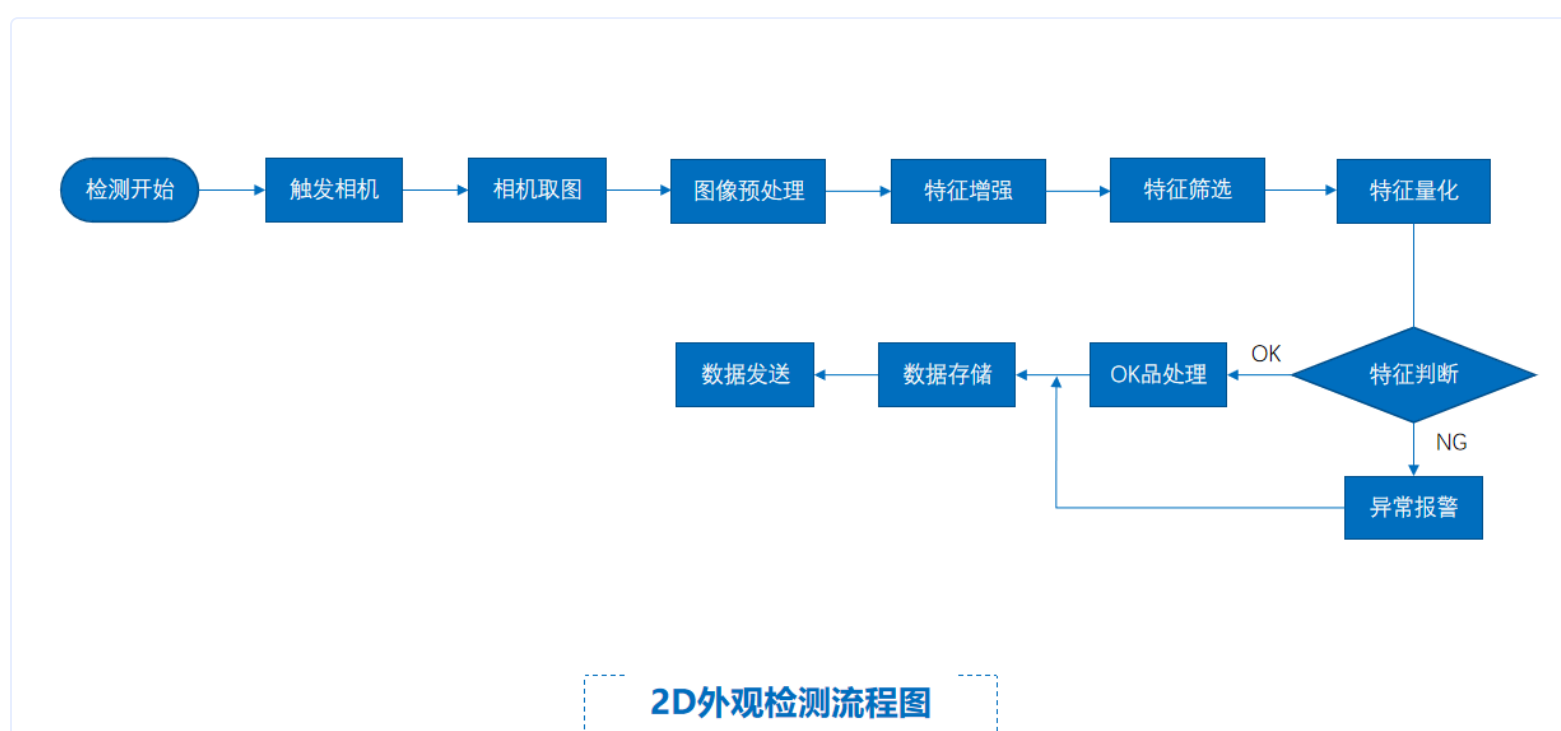 检测开始
触发相机
相机取图
图像预处理
特征增强
特征筛选
特征量化
数据发送
数据存储
OK品处理
OK
特征判断
NG
异常报警
2D外观检测流程图